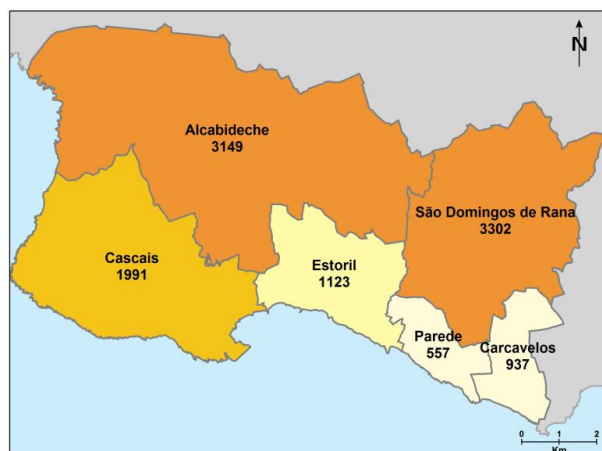 N
Alcabideche
3149
São Domingos de Rana
3302
Cascais
1991
Estoril
1123
Parede
557
Carcavelos
937
0 1 2
Km